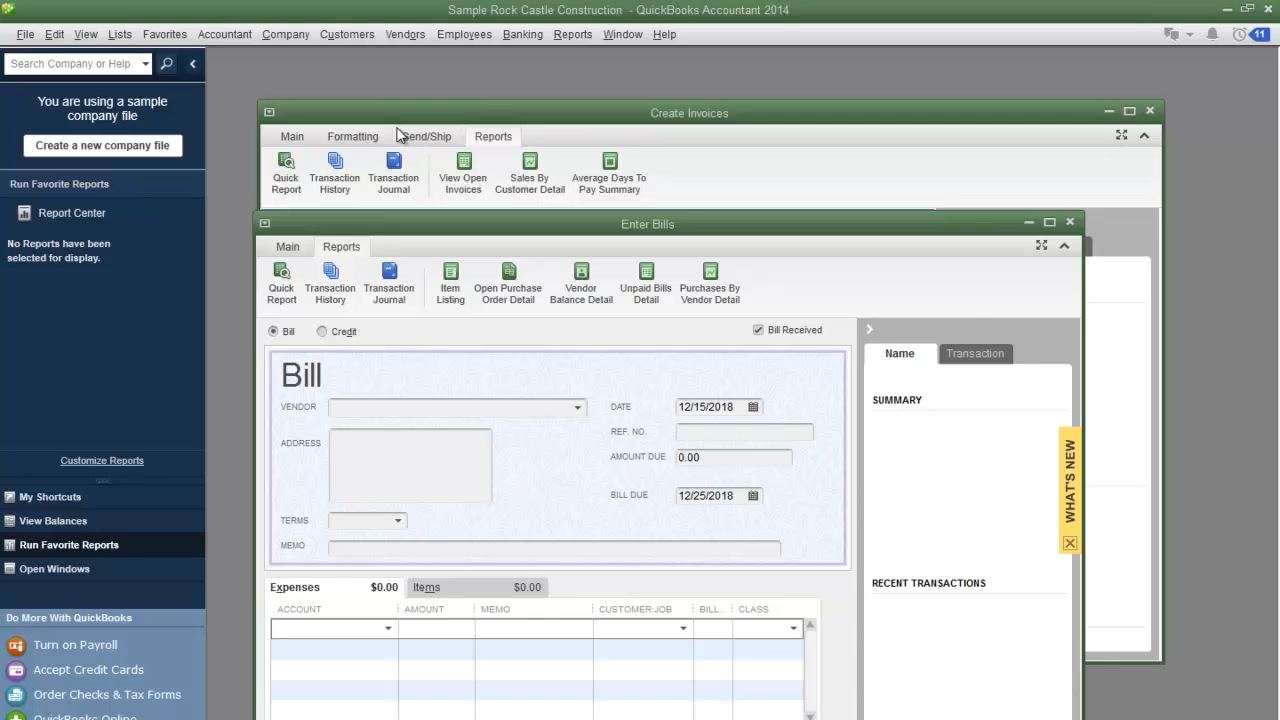 Sample Rock Castle Construction - QuickBooks Accountant 2014
File Edit View Lists Favorites Accountant Company Customers Vendors Employees Banking Reports Window Help
11
Search Company or Help
You are using a sample
company file
Create a new company file
Run Favorite Reports
Report Center
No Reports have been
selected for display.
Customize Reports
My Shortcuts
View Balances
Run Favorite Reports
Open Windows
Do More With QuickBooks
Turn on Payroll
Accept Credit Cards
Order Checks & Tax Forms
QuickBooks Online
Create Invoices
Main Formatting Send/Ship Reports
Quick Report
Transaction History
Transaction Journal
View Open Invoices
Sales By Customer Detail
Average Days To Pay Summary
Enter Bills
Main Reports
Quick Report
Transaction History
Transaction Journal
Item Listing
Open Purchase Order Detail
Vendor Balance Detail
Unpaid Bills Detail
Purchases By Vendor Detail
Bill Credit Bill Received
Bill
VENDOR
ADDRESS
TERMS
MEMO
DATE 12/15/2018
REF. NO.
AMOUNT DUE 0.00
BILL DUE 12/25/2018
Expenses $0.00 Items $0.00
ACCOUNT AMOUNT MEMO CUSTOMER:JOB BILL... CLASS
Name Transaction
SUMMARY
RECENT TRANSACTIONS
WHAT'S NEW